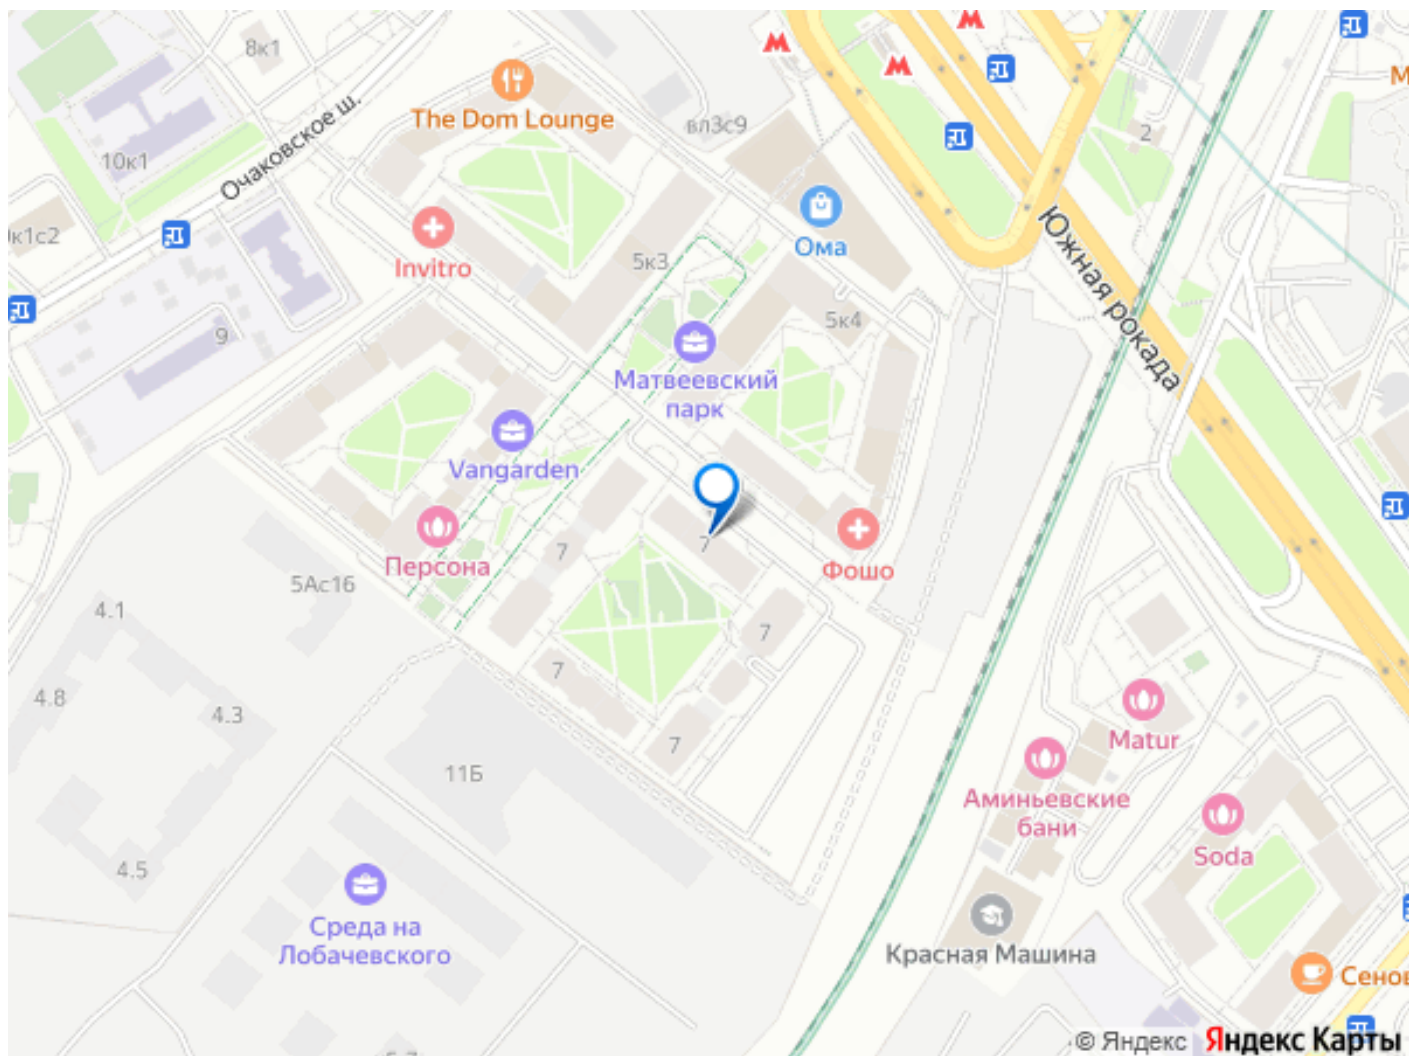 8к1
The Dom Lounge
вл3с9
2
10к1
Очаковское ш.
к1с2
Ома
Южная рокада
Invitro
5к3
5к4
9
Матвеевский
парк
Vangarden
7
7
Персона
Фошо
5Ас16
4.1
7
7
4.8
4.3
7
11Б
Matur
Аминьевские
бани
Soda
4.5
Среда на
Лобачевского
Красная Машина
Сенов
© Яндекс Яндекс Карты